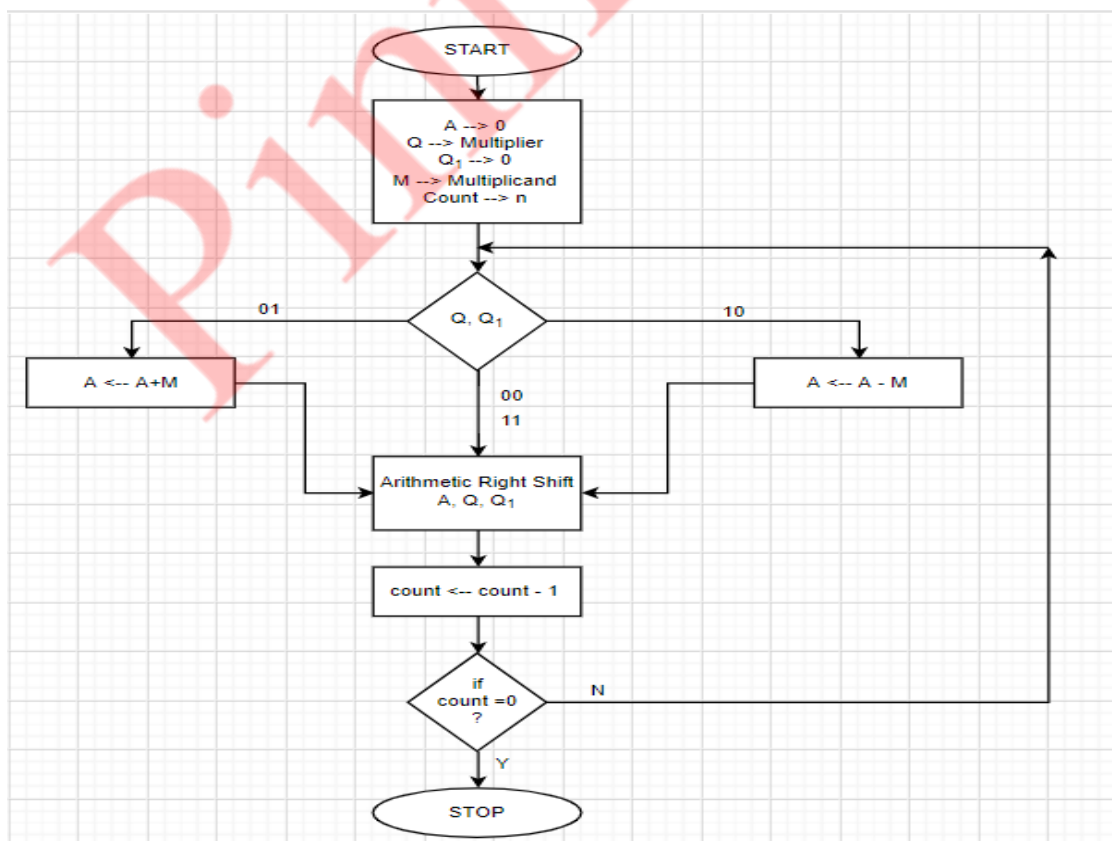 START
A --> 0
Q --> Multiplier
Q₁ --> 0
M --> Multiplicand
Count --> n
Q, Q₁
01
10
A <-- A+M
00
11
A <-- A - M
Arithmetic Right Shift
A, Q, Q₁
count <-- count - 1
if
count =0
?
N
Y
STOP